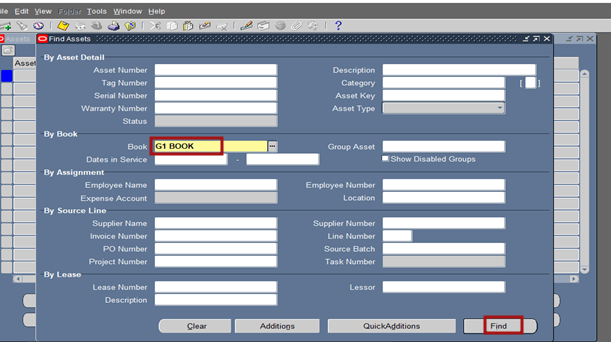 ile Edit View Folder Tools Window Help
Assets
Find Assets
Asset
By Asset Detail
Asset Number Description
Tag Number Category [ ]
Serial Number Asset Key
Warranty Number Asset Type
Status
By Book
Book G1 BOOK ... Group Asset
Dates in Service - Show Disabled Groups
By Assignment
Employee Name Employee Number
Expense Account Location
By Source Line
Supplier Name Supplier Number
Invoice Number Line Number
PO Number Source Batch
Project Number Task Number
By Lease
Lease Number Lessor
Description
Clear Additions QuickAdditions Find